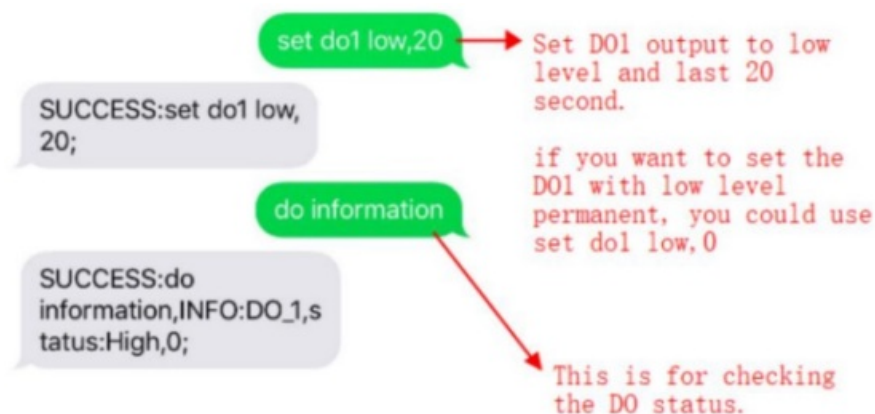 set do1 low,20
Set DO1 output to low
level and last 20
second.
SUCCESS:set do1 low,
20;
if you want to set the
DO1 with low level
permanent, you could use
set do1 low,0
do information
SUCCESS:do
information,INFO:DO_1,s
tatus:High,0;
This is for checking
the DO status.